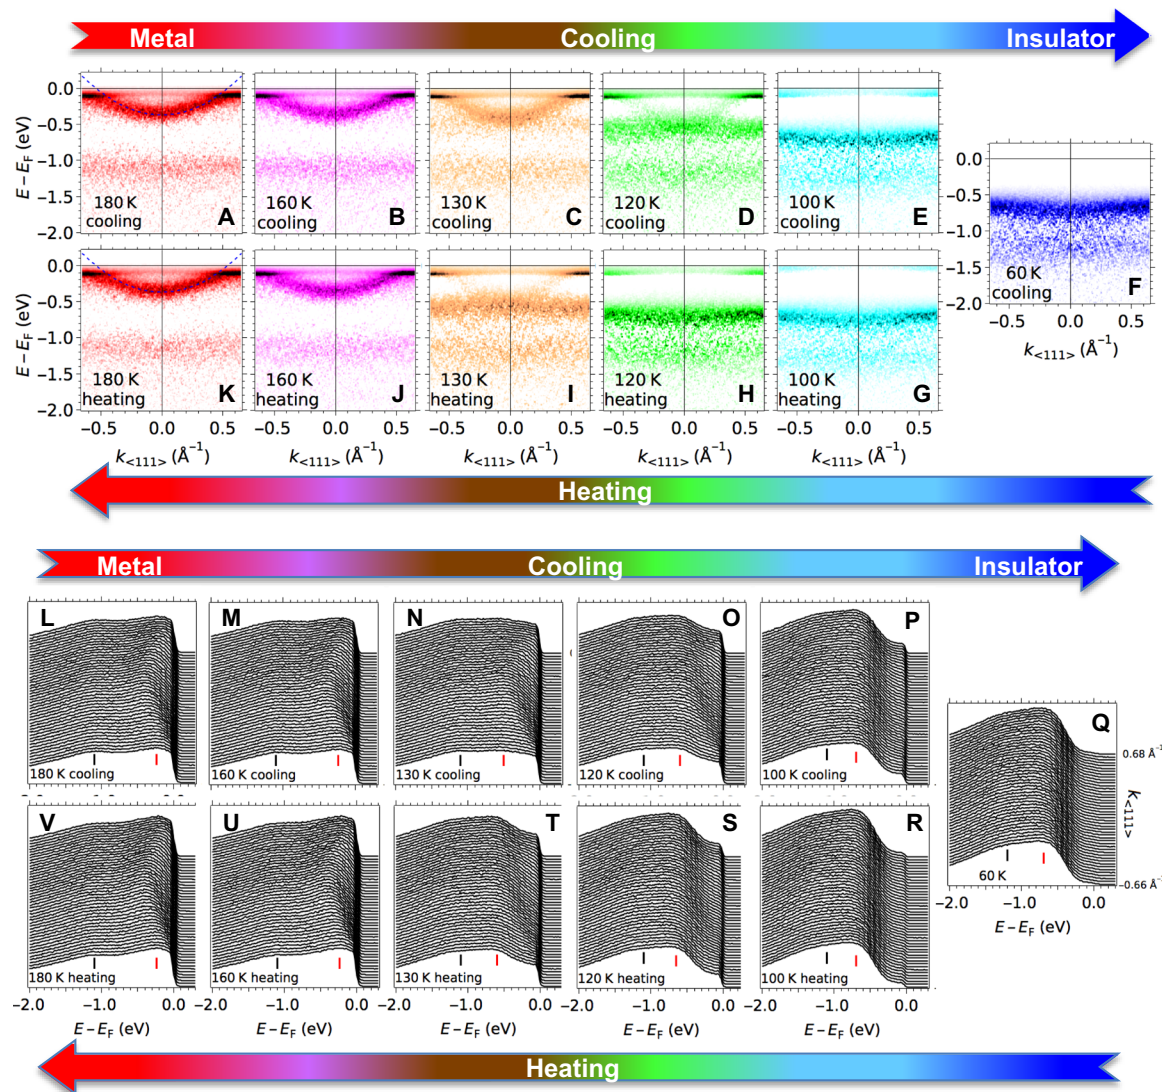 Metal Cooling Insulator
0.0
−0.5
−1.0
−1.5
−2.0
E − E_F (eV)
180 K
cooling
A
160 K
cooling
B
130 K
cooling
C
120 K
cooling
D
100 K
cooling
E
0.0
−0.5
−1.0
−1.5
−2.0
60 K
cooling
F
−0.5 0.0 0.5
k<111> (Å⁻¹)
0.0
−0.5
−1.0
−1.5
−2.0
E − E_F (eV)
180 K
heating
K
160 K
heating
J
130 K
heating
I
120 K
heating
H
100 K
heating
G
−0.5 0.0 0.5 −0.5 0.0 0.5 −0.5 0.0 0.5 −0.5 0.0 0.5 −0.5 0.0 0.5
k<111> (Å⁻¹) k<111> (Å⁻¹) k<111> (Å⁻¹) k<111> (Å⁻¹) k<111> (Å⁻¹)
Heating
Metal Cooling Insulator
L M N O P
180 K cooling 160 K cooling 130 K cooling 120 K cooling 100 K cooling
Q
0.68 Å⁻¹
k<111>
−0.66 Å⁻¹
60 K
−2.0 −1.0 0.0
E − E_F (eV)
V U T S R
180 K heating 160 K heating 130 K heating 120 K heating 100 K heating
−2.0 −1.0 0.0 −2.0 −1.0 0.0 −2.0 −1.0 0.0 −2.0 −1.0 0.0 −2.0 −1.0 0.0
E − E_F (eV) E − E_F (eV) E − E_F (eV) E − E_F (eV) E − E_F (eV)
Heating